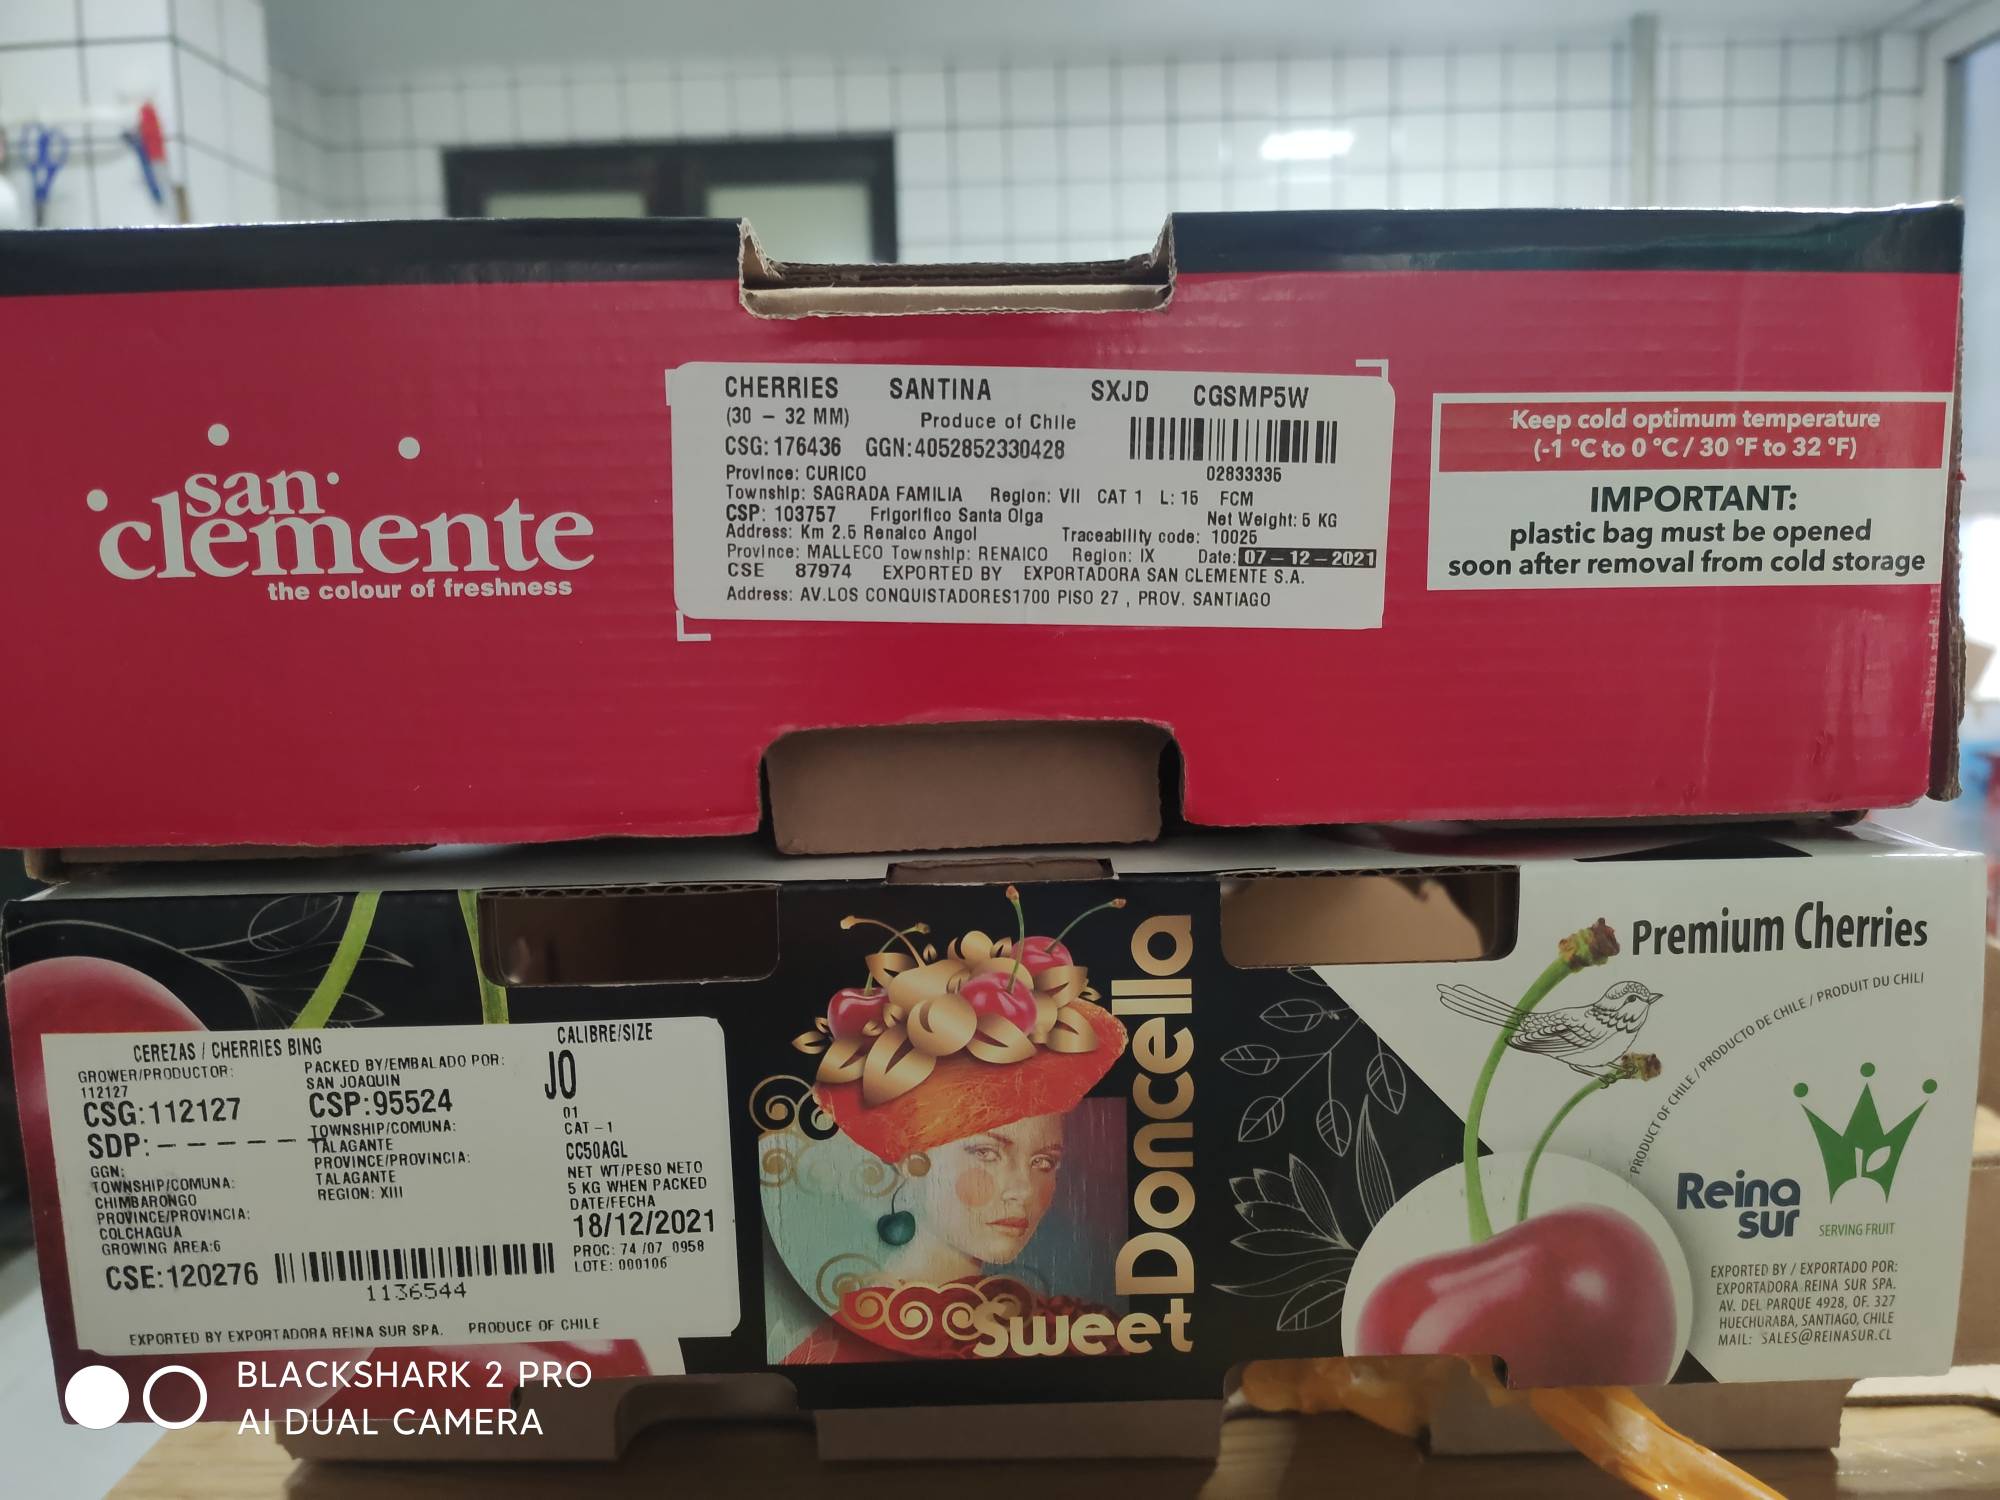 san
clemente
the colour of freshness
CHERRIES SANTINA SXJD CGSMP5W
(30 - 32 MM) Produce of Chile
CSG: 176436 GGN:4052852330428
02833335
Province: CURICO
Township: SAGRADA FAMILIA Region: VII CAT 1 L: 15 FCM
CSP: 103757 Frigorifico Santa Olga Net Weight: 5 KG
Address: Km 2.5 Renaico Angol Traceability code: 10025
Province: MALLECO Township: RENAICO Region: IX Date: 07-12-2021
CSE 87974 EXPORTED BY EXPORTADORA SAN CLEMENTE S.A.
Address: AV.LOS CONQUISTADORES1700 PISO 27 , PROV. SANTIAGO
Keep cold optimum temperature
(-1 °C to 0 °C / 30 °F to 32 °F)
IMPORTANT:
plastic bag must be opened
soon after removal from cold storage
CEREZAS / CHERRIES BING
GROWER/PRODUCTOR:
112127
CSG:112127
SDP:------
GGN:
TOWNSHIP/COMUNA:
CHIMBARONGO
PROVINCE/PROVINCIA:
COLCHAGUA
GROWING AREA:6
CSE:120276
PACKED BY/EMBALADO POR:
SAN JOAQUIN
CSP:95524
TOWNSHIP/COMUNA:
TALAGANTE
PROVINCE/PROVINCIA:
TALAGANTE
REGION: XIII
CALIBRE/SIZE
JO
01
CAT-1
CC50AGL
NET WT/PESO NETO
5 KG WHEN PACKED
DATE/FECHA
18/12/2021
PROC: 74 /07 0958
LOTE: 000106
1136544
EXPORTED BY EXPORTADORA REINA SUR SPA. PRODUCE OF CHILE
Sweet
Doncella
Premium Cherries
PRODUCT OF CHILE / PRODUCTO DE CHILE / PRODUIT DU CHILI
Reina
sur
SERVING FRUIT
EXPORTED BY / EXPORTADO POR:
EXPORTADORA REINA SUR SPA.
AV. DEL PARQUE 4928, OF. 327
HUECHURABA, SANTIAGO, CHILE
MAIL: SALES@REINASUR.CL
BLACKSHARK 2 PRO
AI DUAL CAMERA